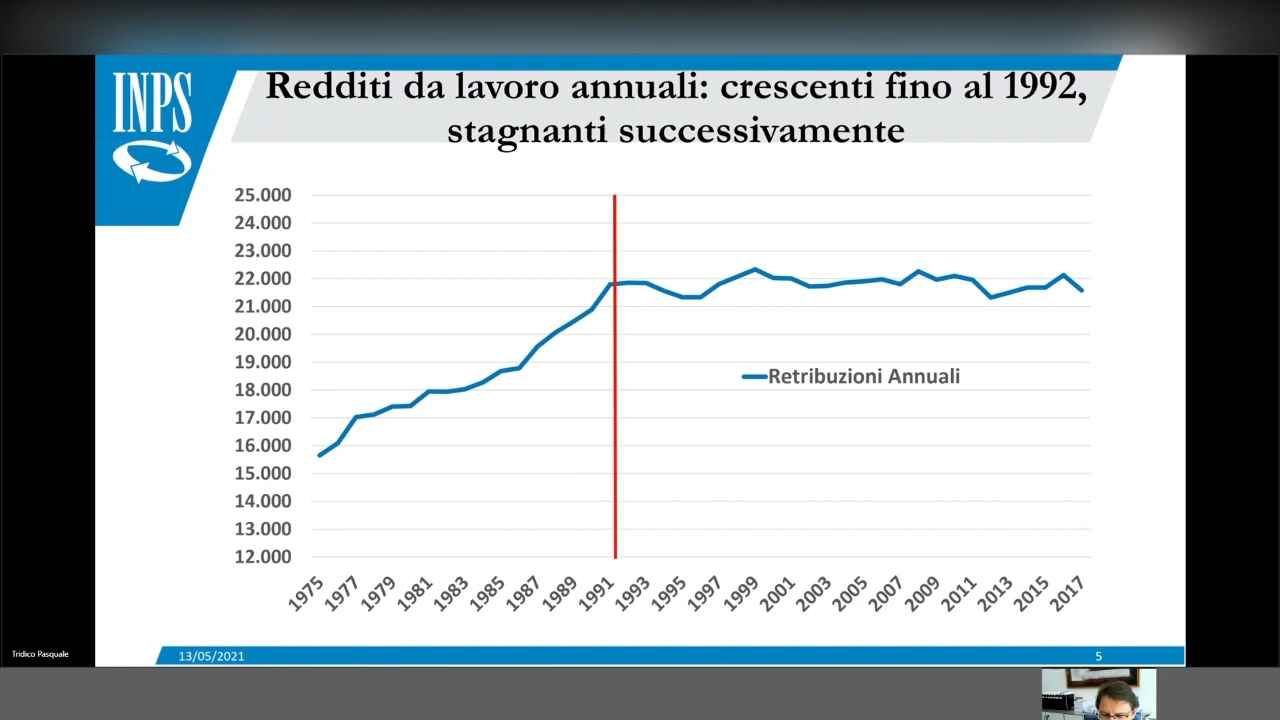 INPS
Redditi da lavoro annuali: crescenti fino al 1992,
stagnanti successivamente
25.000
24.000
23.000
22.000
21.000
20.000
19.000
18.000
17.000
16.000
15.000
14.000
13.000
12.000
Retribuzioni Annuali
1975 1977 1979 1981 1983 1985 1987 1989 1991 1993 1995 1997 1999 2001 2003 2005 2007 2009 2011 2013 2015 2017
Tridico Pasquale
13/05/2021 5